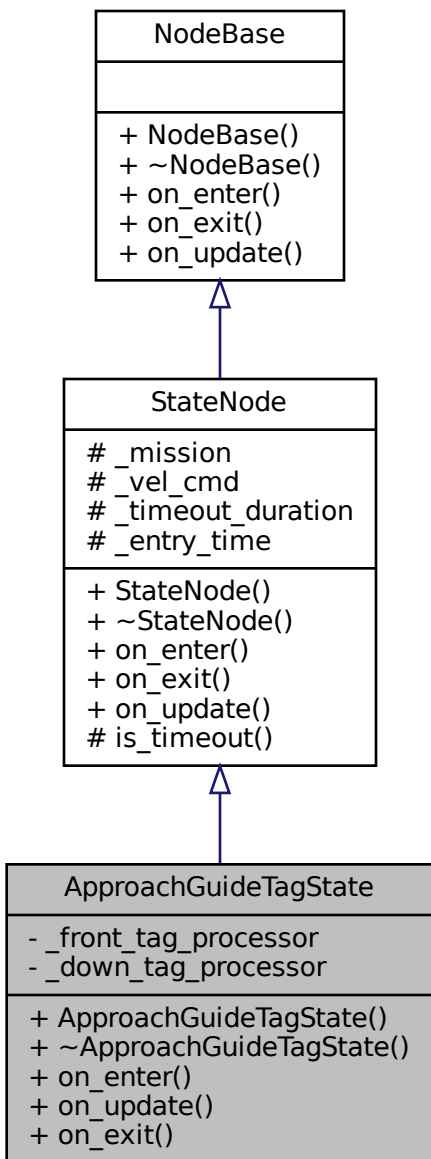 NodeBase
+ NodeBase()
+ ~NodeBase()
+ on_enter()
+ on_exit()
+ on_update()
StateNode
# _mission
# _vel_cmd
# _timeout_duration
# _entry_time
+ StateNode()
+ ~StateNode()
+ on_enter()
+ on_exit()
+ on_update()
# is_timeout()
ApproachGuideTagState
- _front_tag_processor
- _down_tag_processor
+ ApproachGuideTagState()
+ ~ApproachGuideTagState()
+ on_enter()
+ on_update()
+ on_exit()